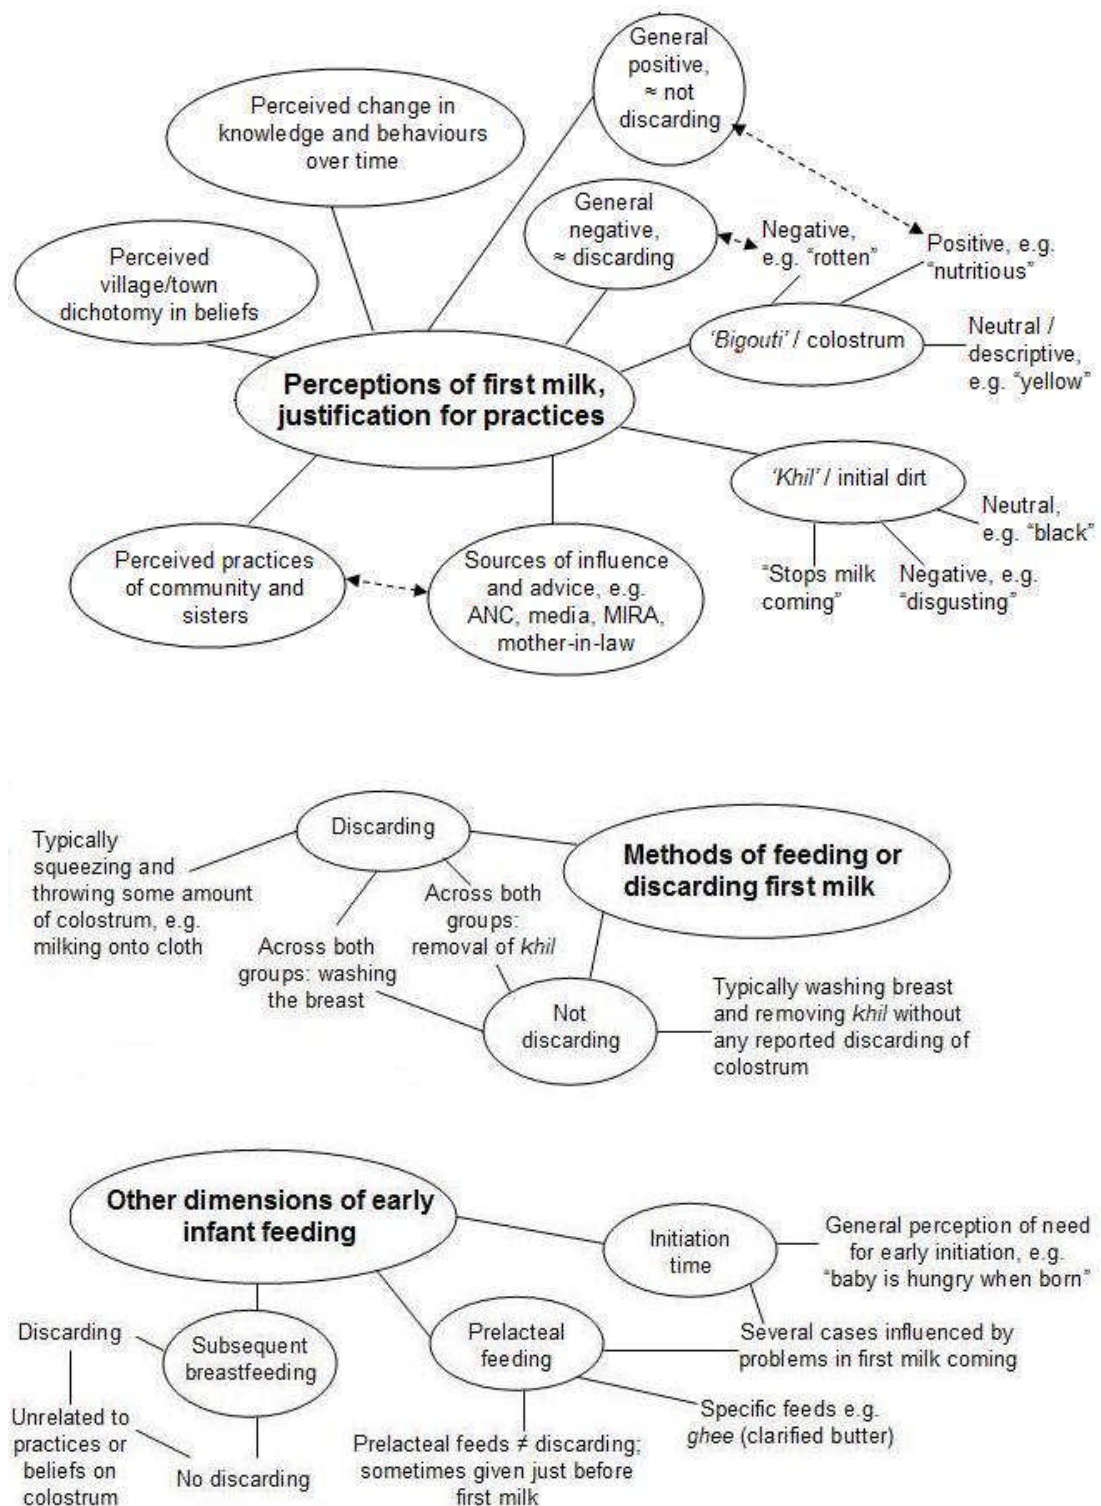 General
positive,
≈ not
discarding
Perceived change in
knowledge and behaviours
over time
General
negative,
≈ discarding
Negative,
e.g. “rotten”
Positive, e.g.
“nutritious”
Perceived
village/town
dichotomy in beliefs
‘Bigouti’ / colostrum
Neutral /
descriptive,
e.g. “yellow”
Perceptions of first milk,
justification for practices
‘Khil’ / initial dirt
Neutral,
e.g. “black”
“Stops milk
coming”
Negative, e.g.
“disgusting”
Perceived practices
of community and
sisters
Sources of influence
and advice, e.g.
ANC, media, MIRA,
mother-in-law
Discarding
Methods of feeding or
discarding first milk
Typically
squeezing and
throwing some amount
of colostrum, e.g.
milking onto cloth
Across both
groups:
removal of khil
Across both
groups: washing
the breast
Not
discarding
Typically washing breast
and removing khil without
any reported discarding of
colostrum
Other dimensions of early
infant feeding
Initiation
time
General perception of need
for early initiation, e.g.
“baby is hungry when born”
Discarding
Subsequent
breastfeeding
Prelacteal
feeding
Several cases influenced by
problems in first milk coming
Unrelated to
practices or
beliefs on
colostrum
No discarding
Prelacteal feeds ≠ discarding;
sometimes given just before
first milk
Specific feeds e.g.
ghee (clarified butter)